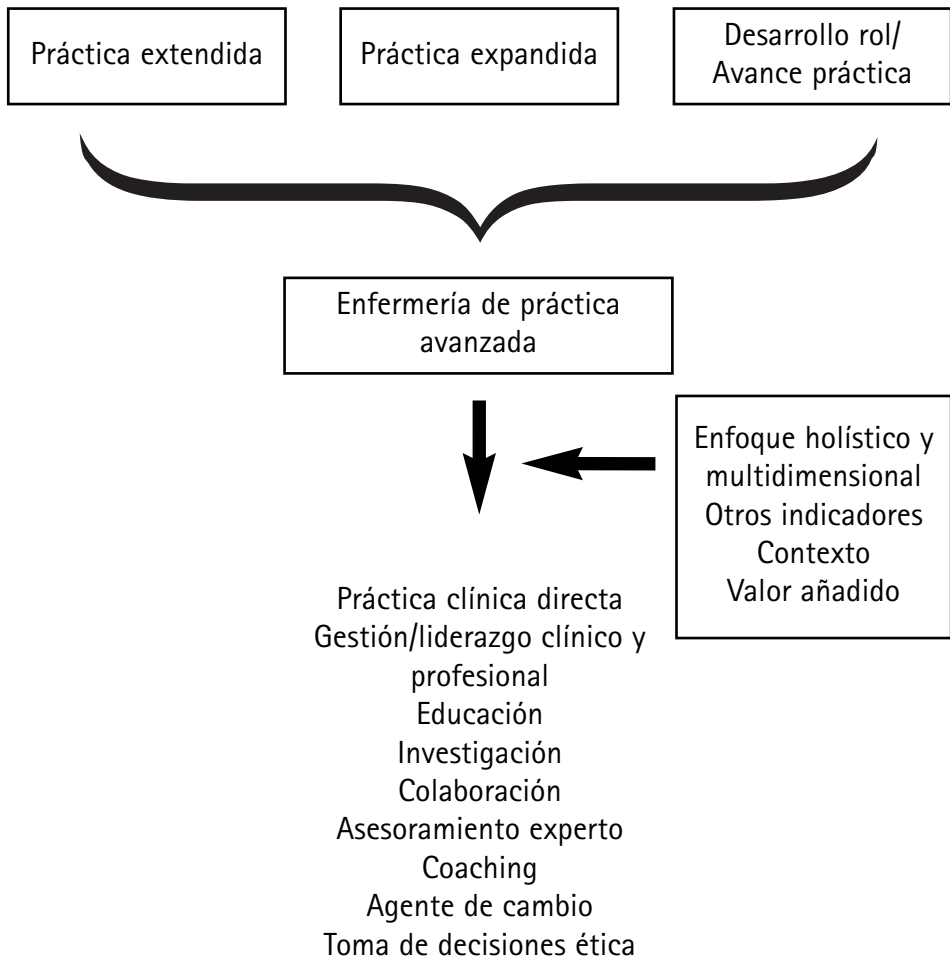 Práctica extendida
Práctica expandida
Desarrollo rol/
Avance práctica
Enfermería de práctica
avanzada
Enfoque holístico y
multidimensional
Otros indicadores
Contexto
Valor añadido
Práctica clínica directa
Gestión/liderazgo clínico y
profesional
Educación
Investigación
Colaboración
Asesoramiento experto
Coaching
Agente de cambio
Toma de decisiones ética